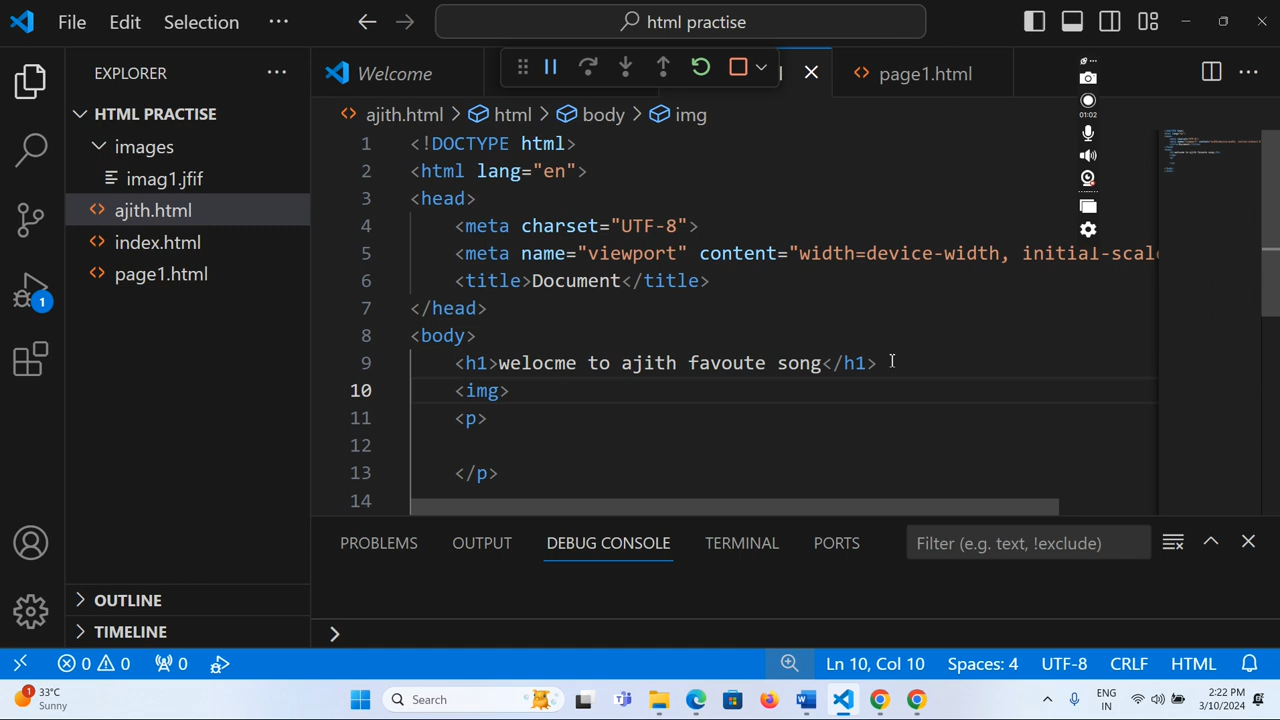 File Edit Selection ··· html practise
EXPLORER ···
HTML PRACTISE
images
imag1.jfif
ajith.html
index.html
page1.html
OUTLINE
TIMELINE
Welcome
page1.html ···
ajith.html > html > body > img
1 <!DOCTYPE html>
2 <html lang="en">
3 <head>
4 <meta charset="UTF-8">
5 <meta name="viewport" content="width=device-width, initial-scale
6 <title>Document</title>
7 </head>
8 <body>
9 <h1>welocme to ajith favoute song</h1>
10 <img>
11 <p>
12
13 </p>
14
01:02
PROBLEMS OUTPUT DEBUG CONSOLE TERMINAL PORTS Filter (e.g. text, !exclude)
>
1
0 0 0 Ln 10, Col 10 Spaces: 4 UTF-8 CRLF HTML
1 33°C
Sunny
Search
ENG
IN
2:22 PM
3/10/2024